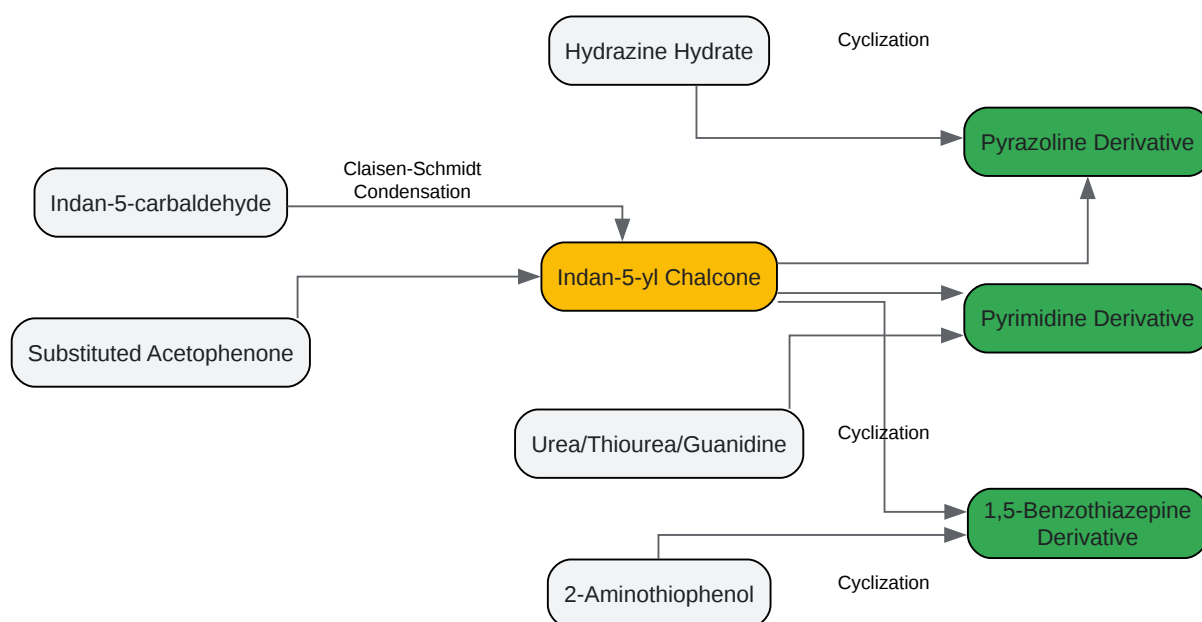 Hydrazine Hydrate
Cyclization
Pyrazoline Derivative
Claisen-Schmidt
Condensation
Indan-5-carbaldehyde
Indan-5-yl Chalcone
Pyrimidine Derivative
Substituted Acetophenone
Urea/Thiourea/Guanidine
Cyclization
1,5-Benzothiazepine
Derivative
2-Aminothiophenol
Cyclization